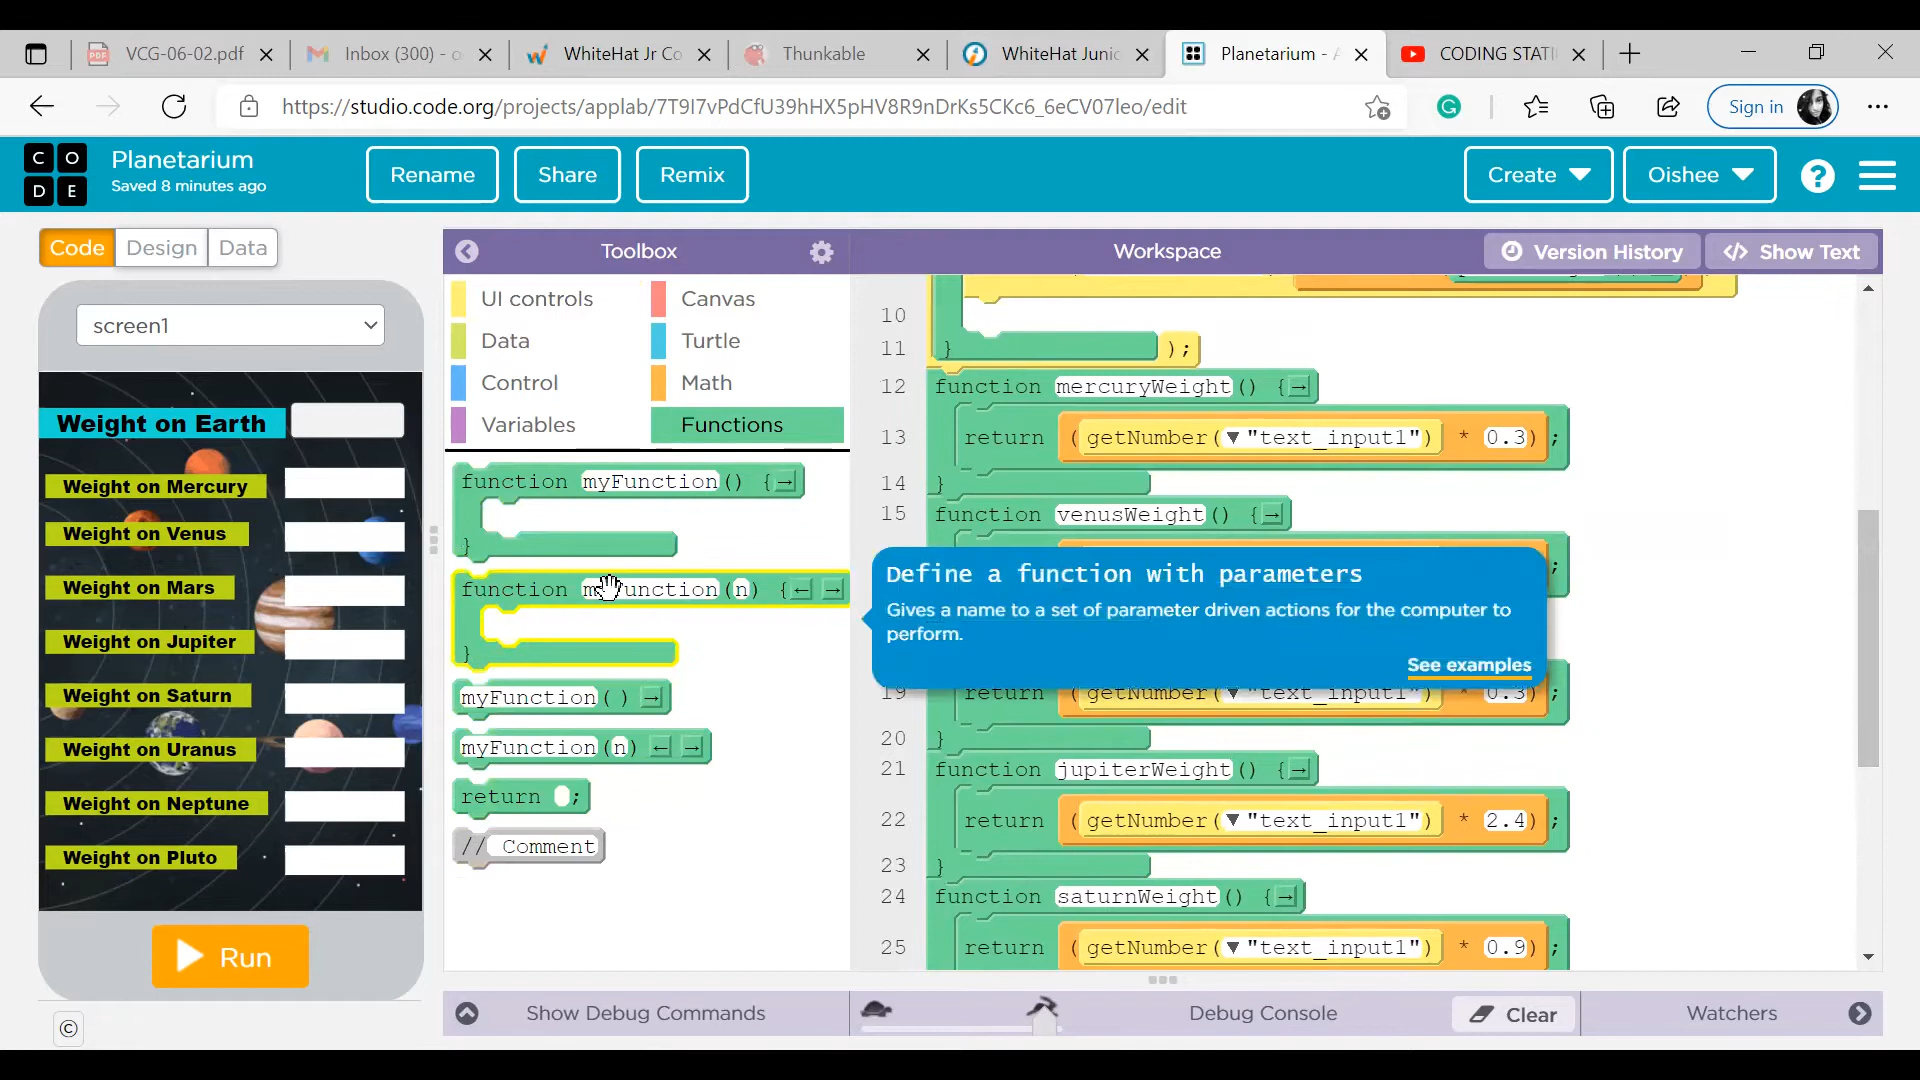 VCG-06-02.pdf
Inbox (300) - o
WhiteHat Jr Co
Thunkable
WhiteHat Junio
Planetarium - A
CODING STATI
https://studio.code.org/projects/applab/7T9I7vPdCfU39hHX5pHV8R9nDrKs5CKc6_6eCV07leo/edit
Sign in
C O D E
Planetarium
Saved 8 minutes ago
Rename
Share
Remix
Create
Oishee
?
Code
Design
Data
Toolbox
Workspace
Version History
</> Show Text
screen1
Weight on Earth
Weight on Mercury
Weight on Venus
Weight on Mars
Weight on Jupiter
Weight on Saturn
Weight on Uranus
Weight on Neptune
Weight on Pluto
Run
©
UI controls
Canvas
Data
Turtle
Control
Math
Variables
Functions
function myFunction() {
}
function myFunction(n) {
}
myFunction()
myFunction(n)
return ;
// Comment
10
11 } );
12 function mercuryWeight() {
13 return (getNumber(▼"text_input1") * 0.3);
14 }
15 function venusWeight() {
;
Define a function with parameters
Gives a name to a set of parameter driven actions for the computer to
perform.
See examples
19 return (getNumber(▼"text_input1") * 0.3);
20 }
21 function jupiterWeight() {
22 return (getNumber(▼"text_input1") * 2.4);
23 }
24 function saturnWeight() {
25 return (getNumber(▼"text_input1") * 0.9);
Show Debug Commands
Debug Console
Clear
Watchers